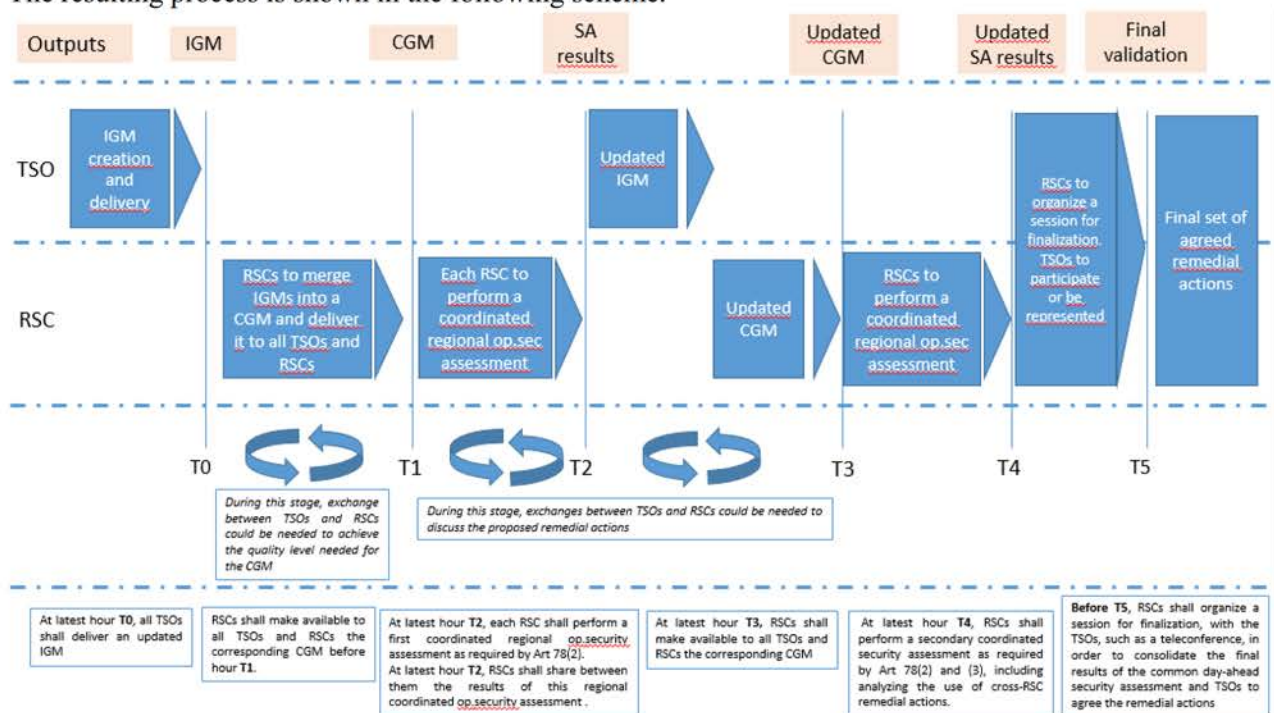 The resulting process is shown in the following scheme.
Outputs
IGM
CGM
SA
results
Updated
CGM
Updated
SA results
Final
validation
TSO
IGM
creation
and
delivery
Updated
IGM
RSCs to
organize a
session for
finalization.
TSOs to
participate
or be
represented
Final set of
agreed
remedial
actions
RSC
RSCs to merge
IGMs into a
CGM and deliver
it to all TSOs and
RSCs
Each RSC to
perform a
coordinated
regional op.sec
assessment
Updated
CGM
RSCs to
perform a
coordinated
regional op.sec
assessment
T0
T1
T2
T3
T4
T5
During this stage, exchange
between TSOs and RSCs
could be needed to achieve
the quality level needed for
the CGM
During this stage, exchanges between TSOs and RSCs could be needed to
discuss the proposed remedial actions
At latest hour T0, all TSOs
shall deliver an updated
IGM
RSCs shall make available to
all TSOs and RSCs the
corresponding CGM before
hour T1.
At latest hour T2, each RSC shall perform a
first coordinated regional op.security
assessment as required by Art 78(2).
At latest hour T2, RSCs shall share between
them the results of this regional
coordinated op.security assessment .
At latest hour T3, RSCs shall
make available to all TSOs and
RSCs the corresponding CGM
At latest hour T4, RSCs shall
perform a secondary coordinated
security assessment as required
by Art 78(2) and (3), including
analyzing the use of cross-RSC
remedial actions.
Before T5, RSCs shall organize a
session for finalization, with the
TSOs, such as a teleconference, in
order to consolidate the final
results of the common day-ahead
security assessment and TSOs to
agree the remedial actions